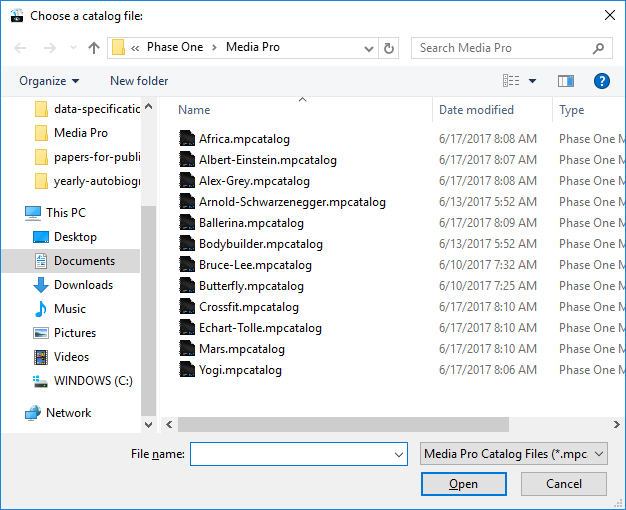 Choose a catalog file:
« Phase One > Media Pro
Search Media Pro
Organize
New folder
Name
Date modified
Type
data-specification
Media Pro
papers-for-publi
yearly-autobiogr
This PC
Desktop
Documents
Downloads
Music
Pictures
Videos
WINDOWS (C:)
Network
Africa.mpcatalog 6/17/2017 8:08 AM Phase One M
Albert-Einstein.mpcatalog 6/17/2017 8:07 AM Phase One M
Alex-Grey.mpcatalog 6/17/2017 8:08 AM Phase One M
Arnold-Schwarzenegger.mpcatalog 6/13/2017 5:52 AM Phase One M
Ballerina.mpcatalog 6/17/2017 8:09 AM Phase One M
Bodybuilder.mpcatalog 6/13/2017 5:52 AM Phase One M
Bruce-Lee.mpcatalog 6/10/2017 7:32 AM Phase One M
Butterfly.mpcatalog 6/10/2017 7:25 AM Phase One M
Crossfit.mpcatalog 6/17/2017 8:10 AM Phase One M
Echart-Tolle.mpcatalog 6/17/2017 8:10 AM Phase One M
Mars.mpcatalog 6/17/2017 8:10 AM Phase One M
Yogi.mpcatalog 6/17/2017 8:06 AM Phase One M
File name:
Media Pro Catalog Files (*.mpca
Open
Cancel